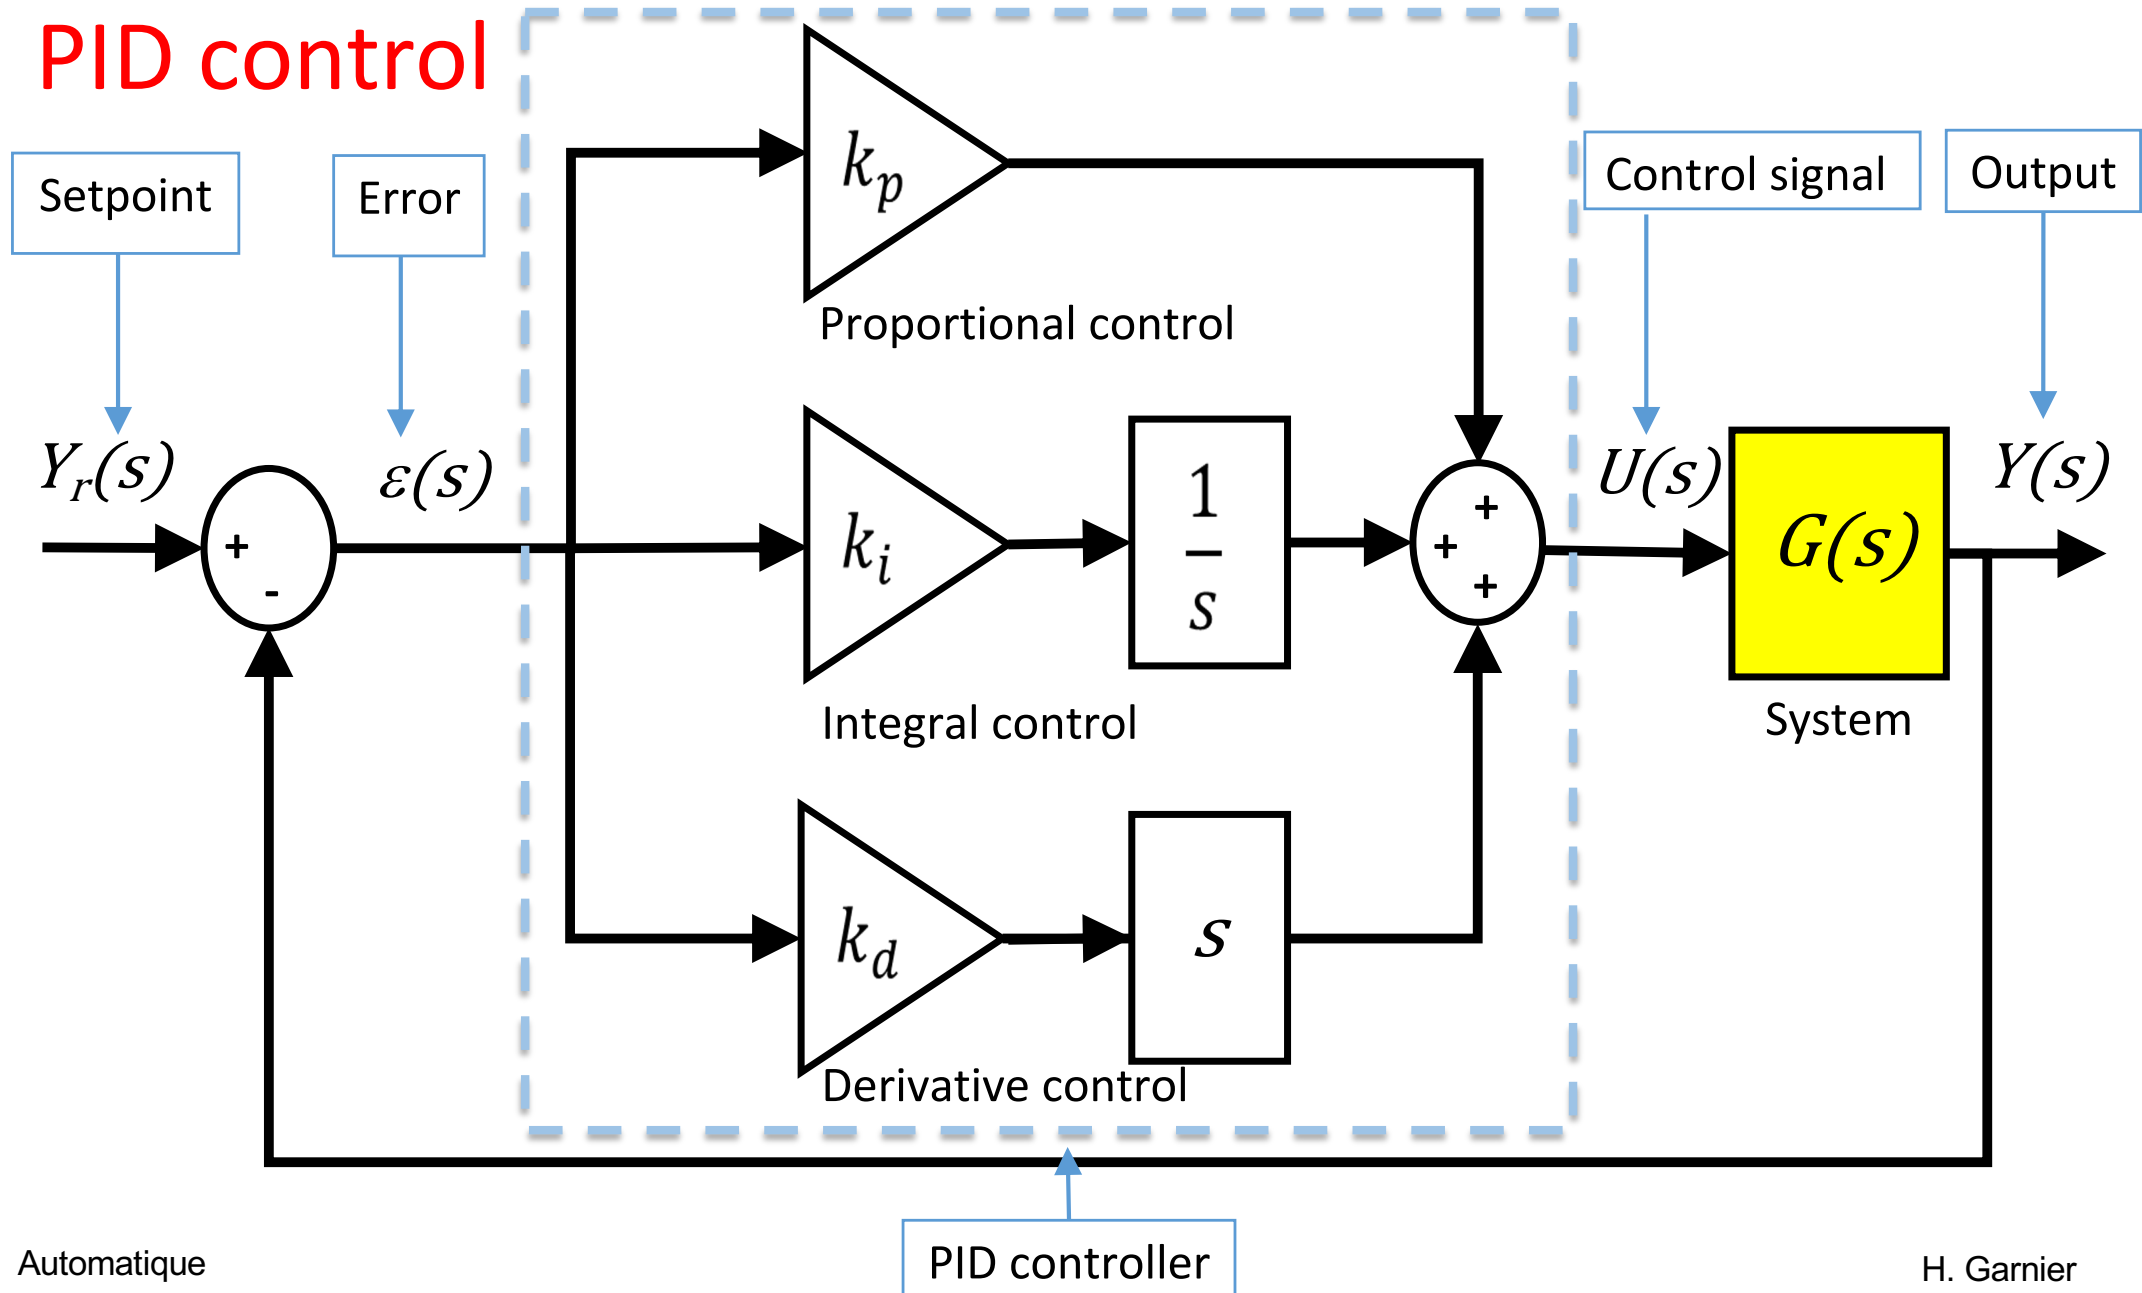 PID control
Setpoint
Error
Control signal
Output
kp
Proportional control
Yr(s)
ε(s)
U(s)
Y(s)
+
-
ki
1
s
+
+
+
G(s)
Integral control
System
kd
s
Derivative control
PID controller
Automatique
H. Garnier